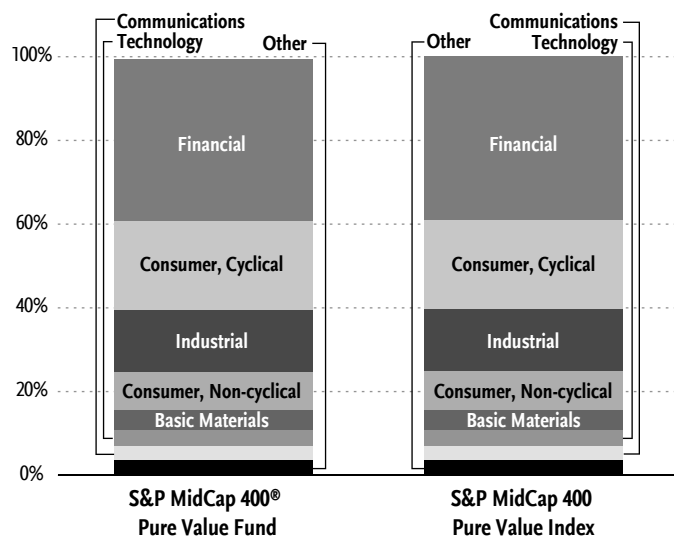 Communications
Technology
Other
Communications
Other
Technology
100%
80%
60%
40%
20%
0%
Financial
Consumer, Cyclical
Industrial
Consumer, Non-cyclical
Basic Materials
Financial
Consumer, Cyclical
Industrial
Consumer, Non-cyclical
Basic Materials
S&P MidCap 400®
Pure Value Fund
S&P MidCap 400
Pure Value Index